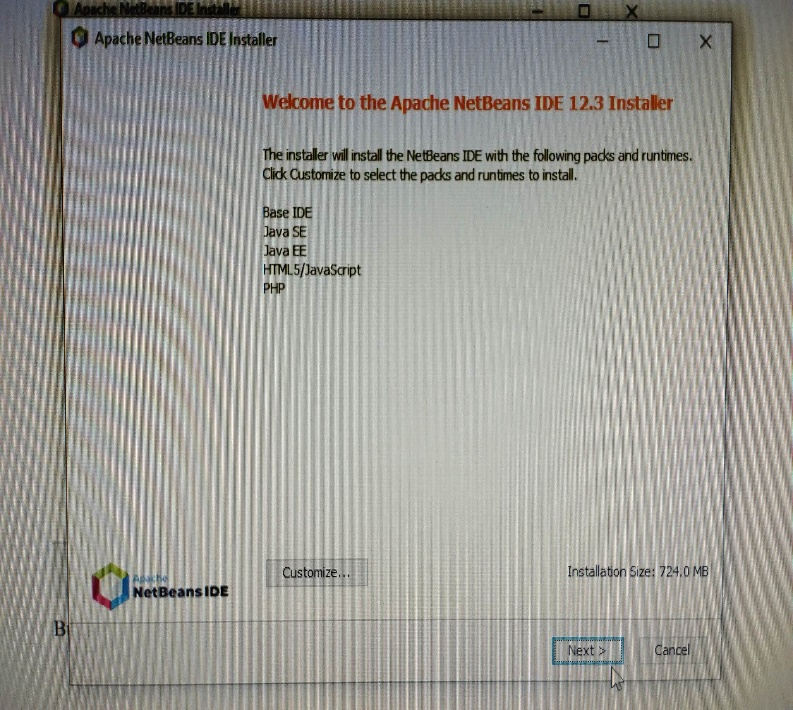 Apache NetBeans IDE Installer
Apache NetBeans IDE Installer
Welcome to the Apache NetBeans IDE 12.3 Installer
The installer will install the NetBeans IDE with the following packs and runtimes.
Click Customize to select the packs and runtimes to install.
Base IDE
Java SE
Java EE
HTML5/JavaScript
PHP
Customize...
Installation Size: 724.0 MB
Apache
NetBeans IDE
Next >
Cancel